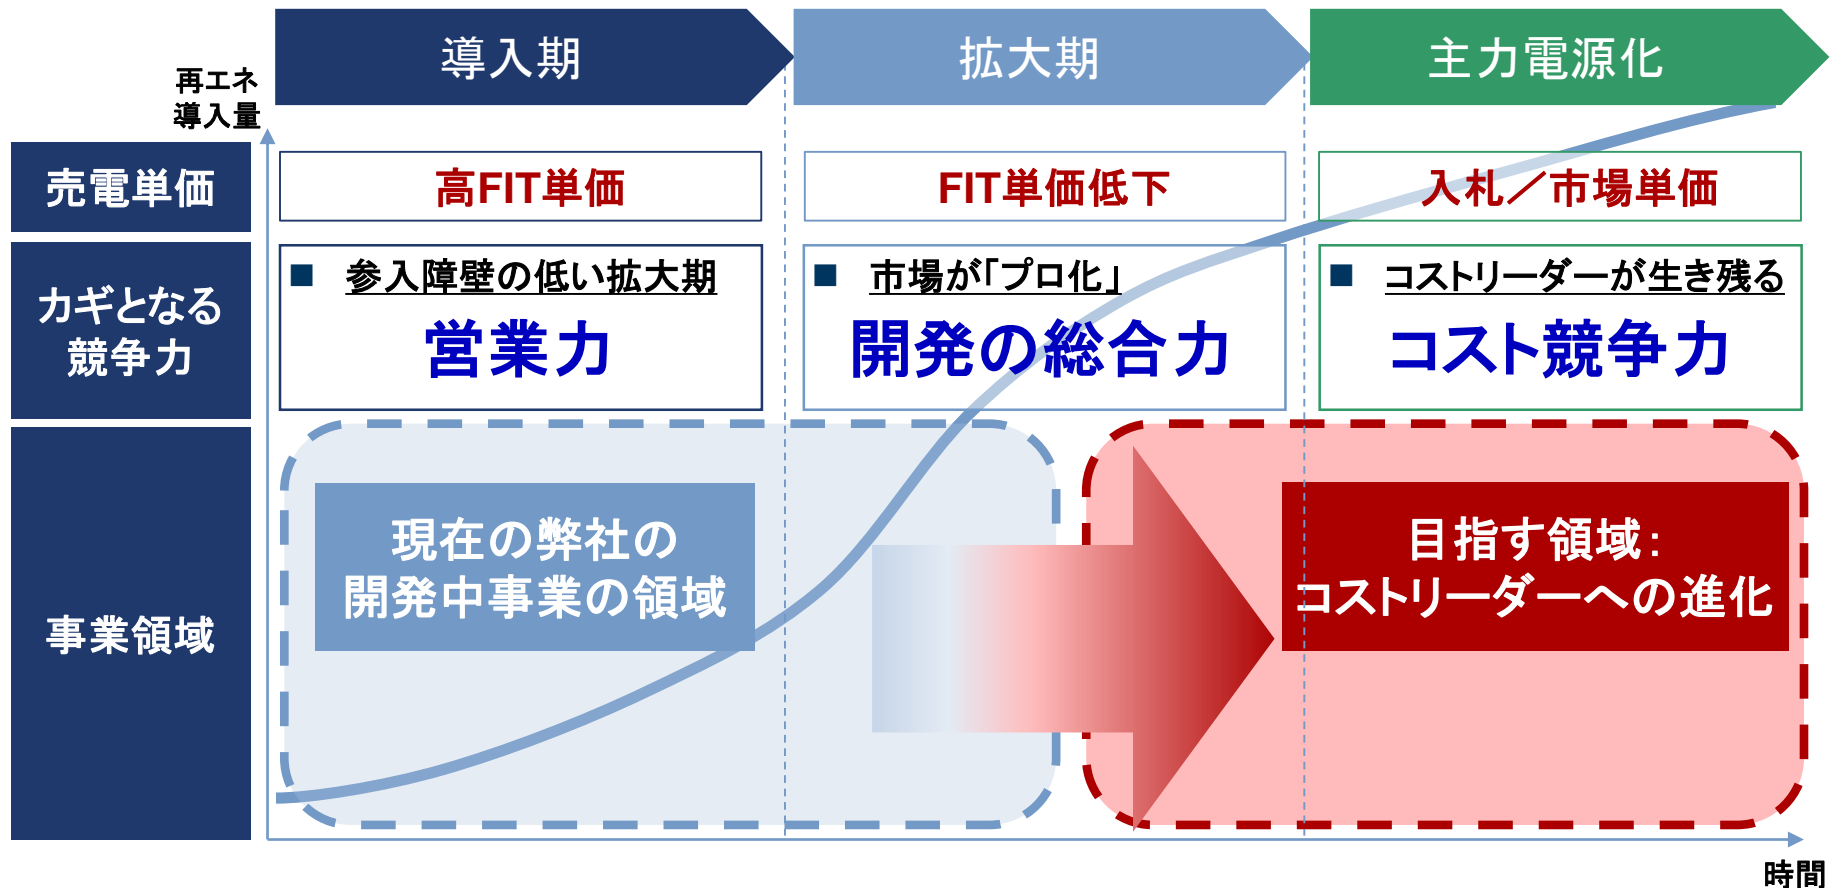 導入期
拡大期
主力電源化
再エネ
導入量
売電単価
高FIT単価
FIT単価低下
入札／市場単価
カギとなる
競争力
■ 参入障壁の低い拡大期
営業力
■ 市場が「プロ化」
開発の総合力
■ コストリーダーが生き残る
コスト競争力
事業領域
現在の弊社の
開発中事業の領域
目指す領域：
コストリーダーへの進化
時間